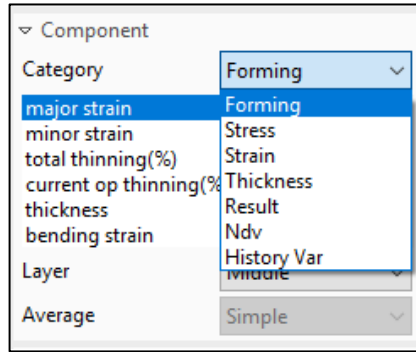 Component
Category Forming
major strain Forming
minor strain Stress
total thinning(%) Strain
current op thinning(% Thickness
thickness Result
bending strain Ndv
History Var
Layer Middle
Average Simple